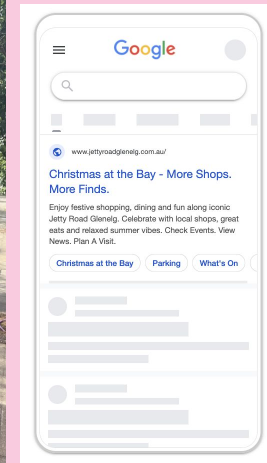 Google
www.jettyroadglenelg.com.au/
Christmas at the Bay - More Shops.
More Finds.
Enjoy festive shopping, dining and fun along iconic
Jetty Road Glenelg. Celebrate with local shops, great
eats and relaxed summer vibes. Check Events. View
News. Plan A Visit.
Christmas at the Bay Parking What's On